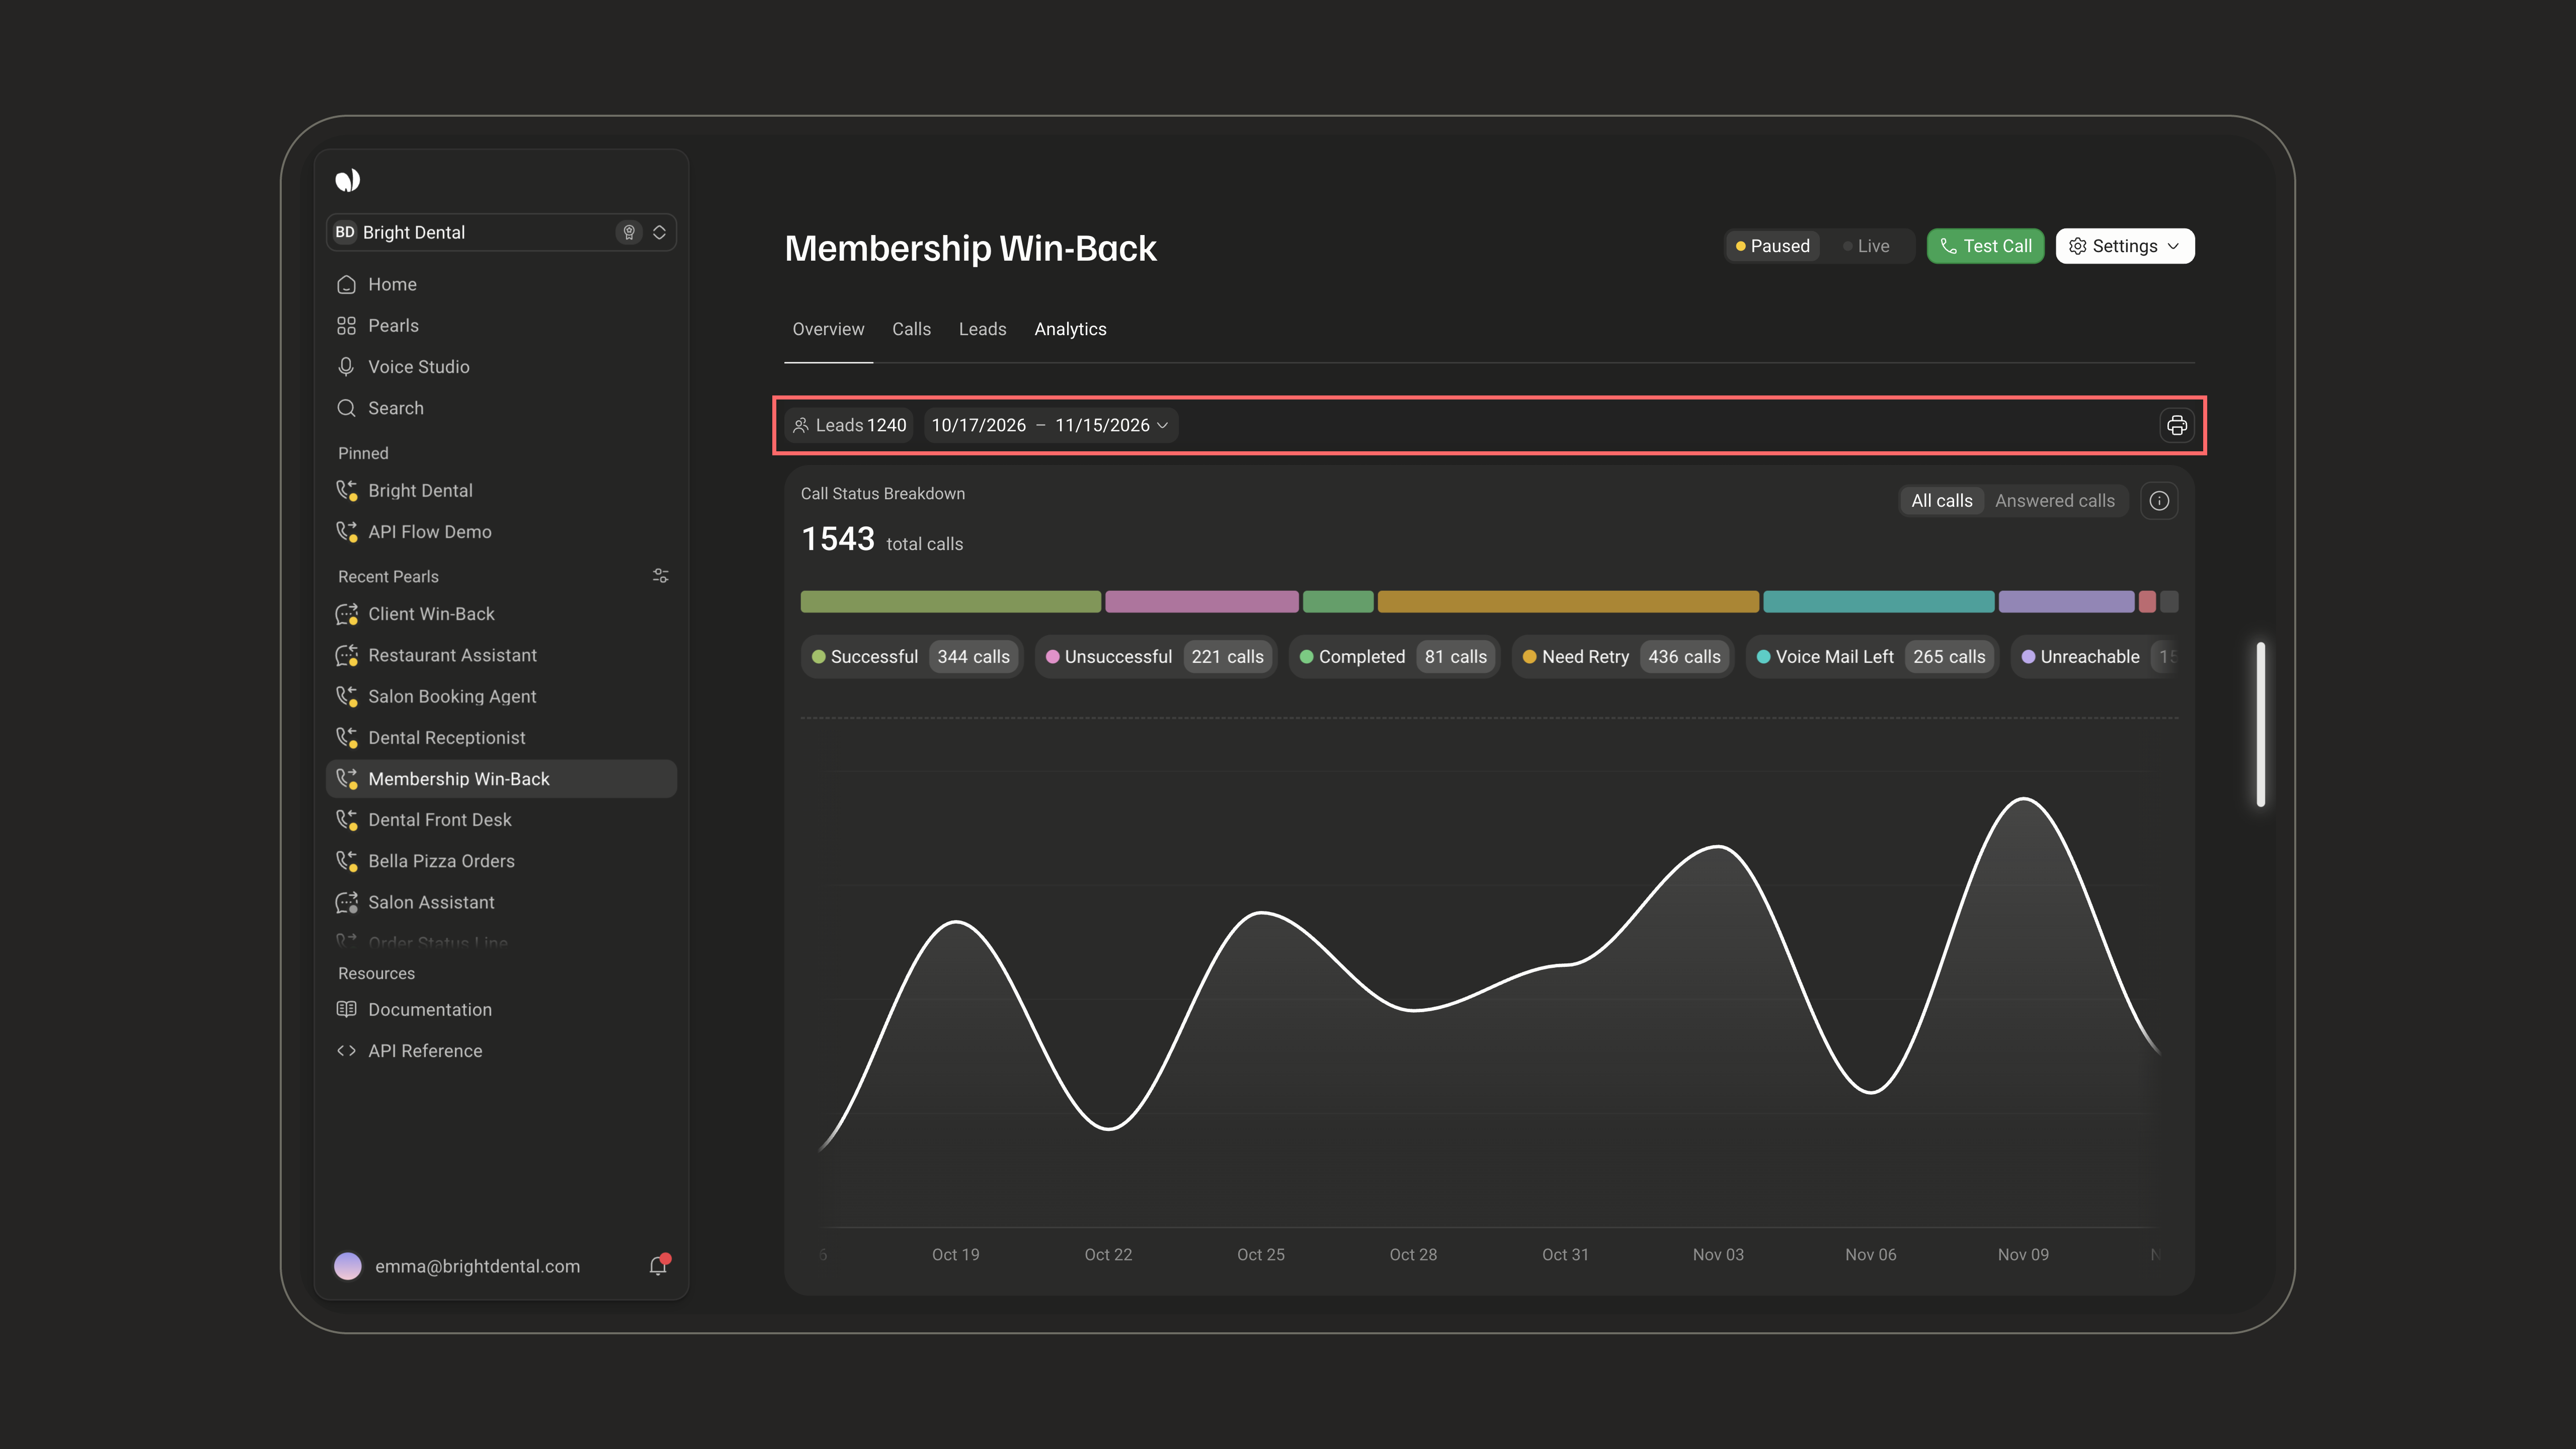 BD Bright Dental
Home
Pearls
Voice Studio
Search
Pinned
Bright Dental
API Flow Demo
Recent Pearls
Client Win-Back
Restaurant Assistant
Salon Booking Agent
Dental Receptionist
Membership Win-Back
Dental Front Desk
Bella Pizza Orders
Salon Assistant
Order Status Line
Resources
Documentation
API Reference
emma@brightdental.com
Membership Win-Back
Paused Live Test Call Settings
Overview Calls Leads Analytics
Leads 1240 10/17/2026 – 11/15/2026
Call Status Breakdown
All calls Answered calls
1543 total calls
Successful 344 calls Unsuccessful 221 calls Completed 81 calls Need Retry 436 calls Voice Mail Left 265 calls Unreachable
Oct 19 Oct 22 Oct 25 Oct 28 Oct 31 Nov 03 Nov 06 Nov 09